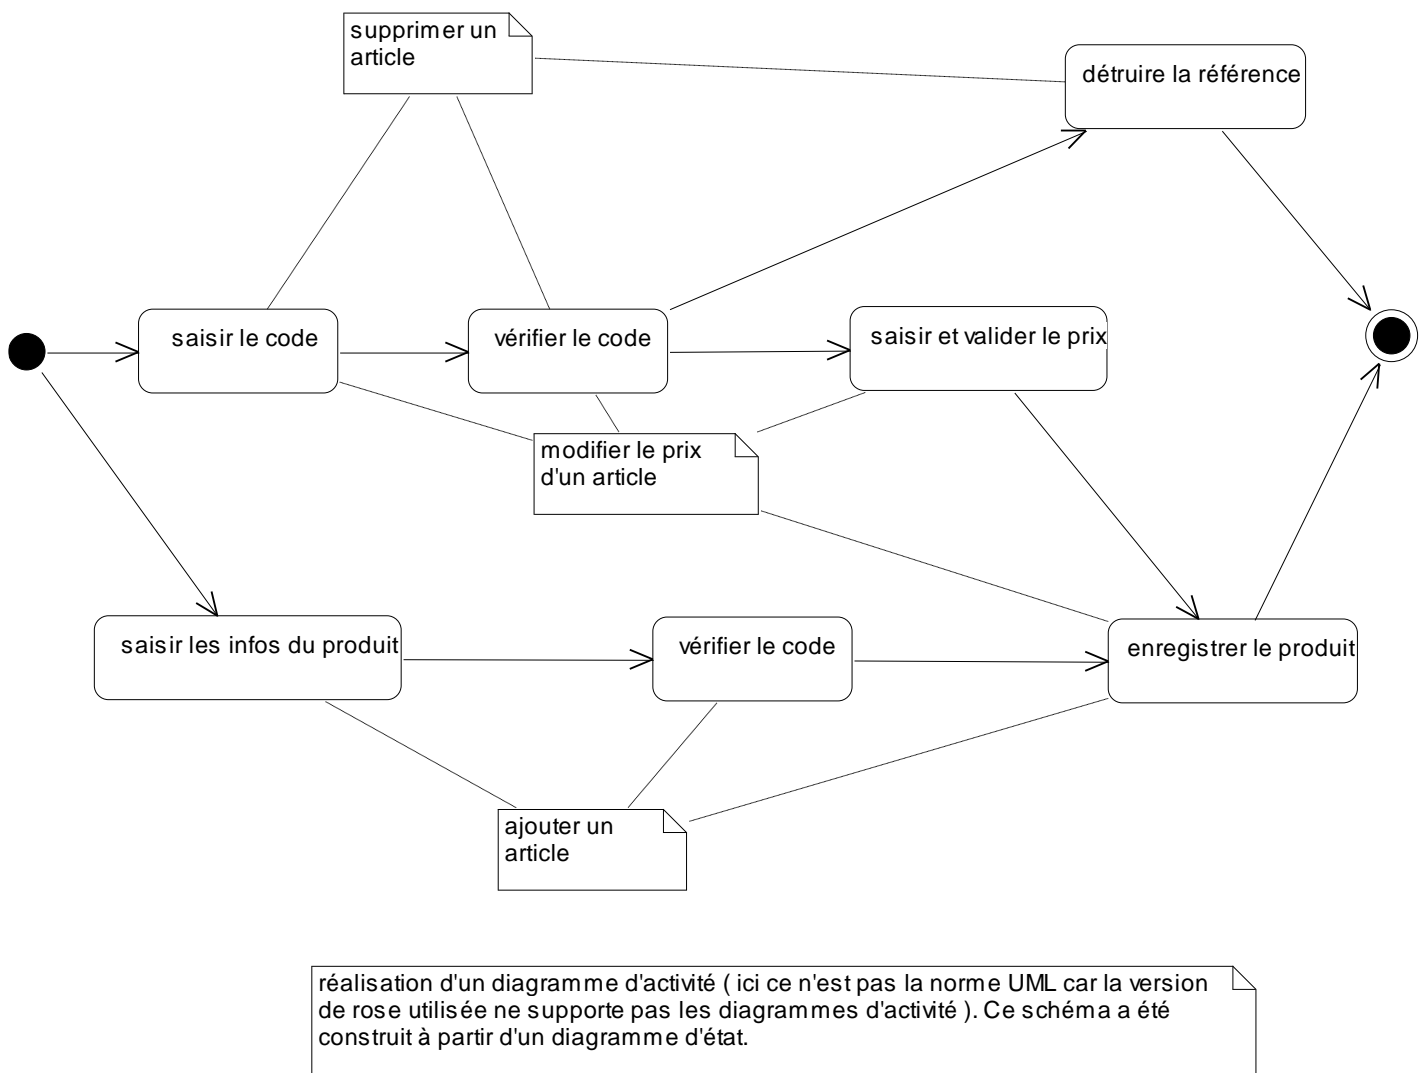 supprimer un
article
détruire la référence
saisir le code
vérifier le code
saisir et valider le prix
modifier le prix
d'un article
saisir les infos du produit
vérifier le code
enregistrer le produit
ajouter un
article
réalisation d'un diagramme d'activité ( ici ce n'est pas la norme UML car la version
de rose utilisée ne supporte pas les diagrammes d'activité ). Ce schéma a été
construit à partir d'un diagramme d'état.